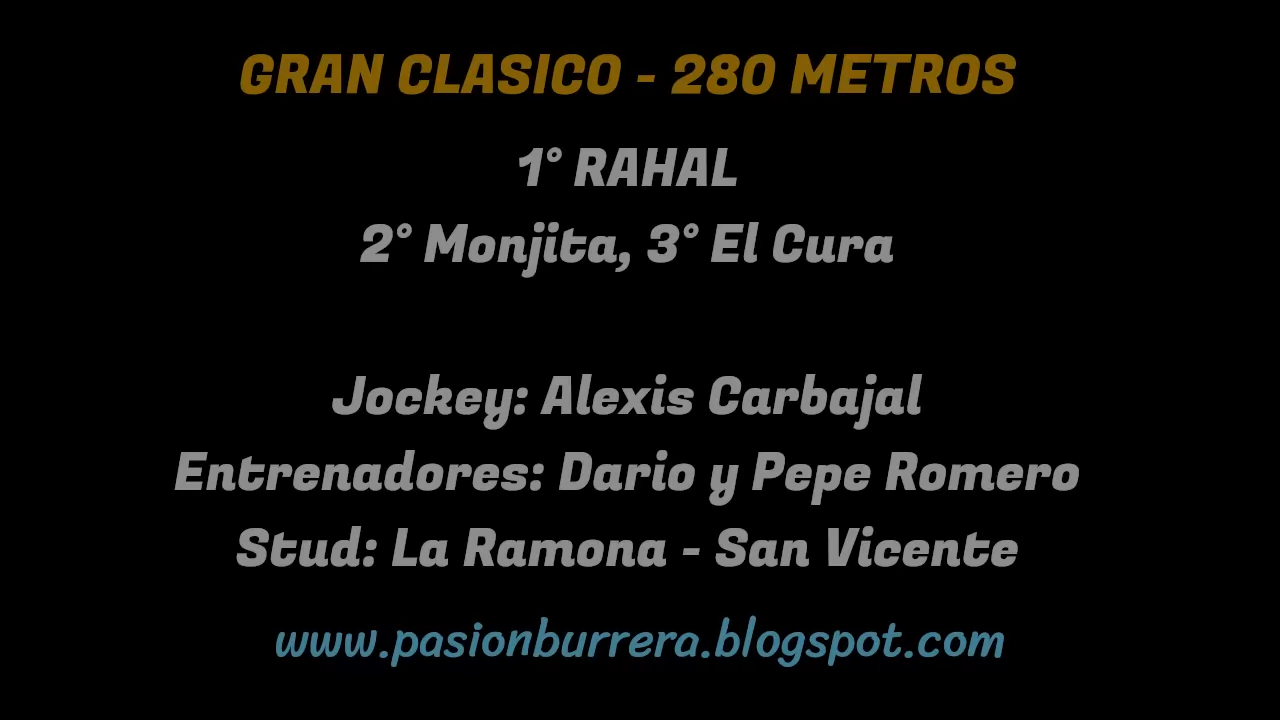 GRAN CLASICO - 280 METROS
1° RAHAL
2° Monjita, 3° El Cura
Jockey: Alexis Carbajal
Entrenadores: Dario y Pepe Romero
Stud: La Ramona - San Vicente
www.pasionburrera.blogspot.com